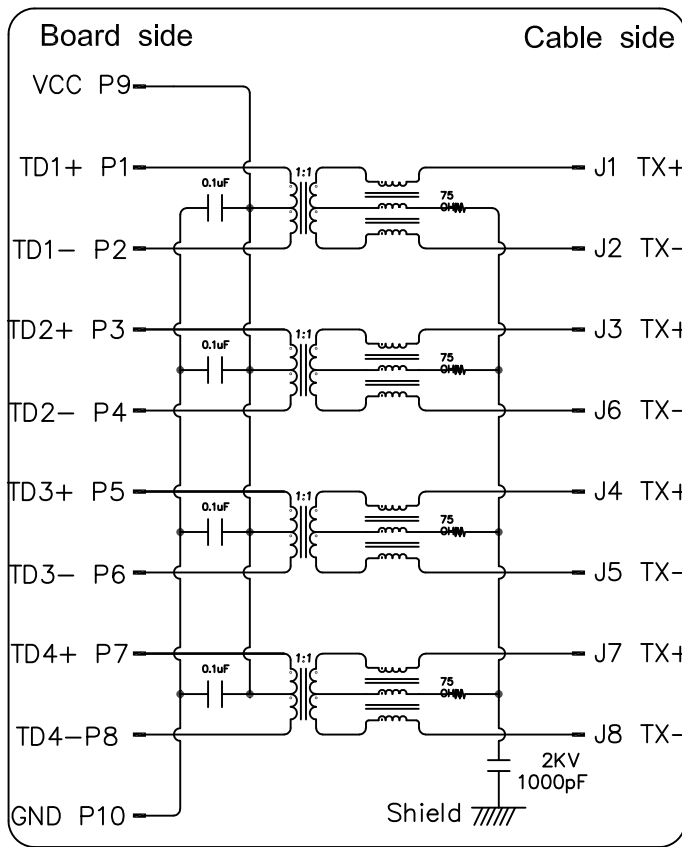 Board side
Cable side
VCC P9
TD1+ P1
1:1
J1 TX+
0.1uF
75
OHM
TD1- P2
J2 TX-
TD2+ P3
1:1
J3 TX+
0.1uF
75
OHM
TD2- P4
J6 TX-
TD3+ P5
1:1
J4 TX+
0.1uF
75
OHM
TD3- P6
J5 TX-
TD4+ P7
1:1
J7 TX+
0.1uF
75
OHM
TD4-P8
J8 TX-
2KV
1000pF
GND P10
Shield